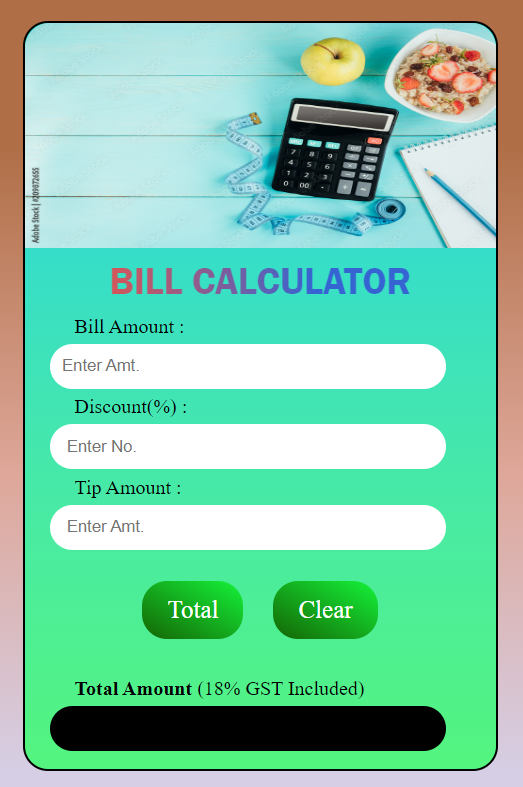 Adobe Stock | #209872655
BILL CALCULATOR
Bill Amount :
Enter Amt.
Discount(%) :
Enter No.
Tip Amount :
Enter Amt.
Total Clear
Total Amount (18% GST Included)